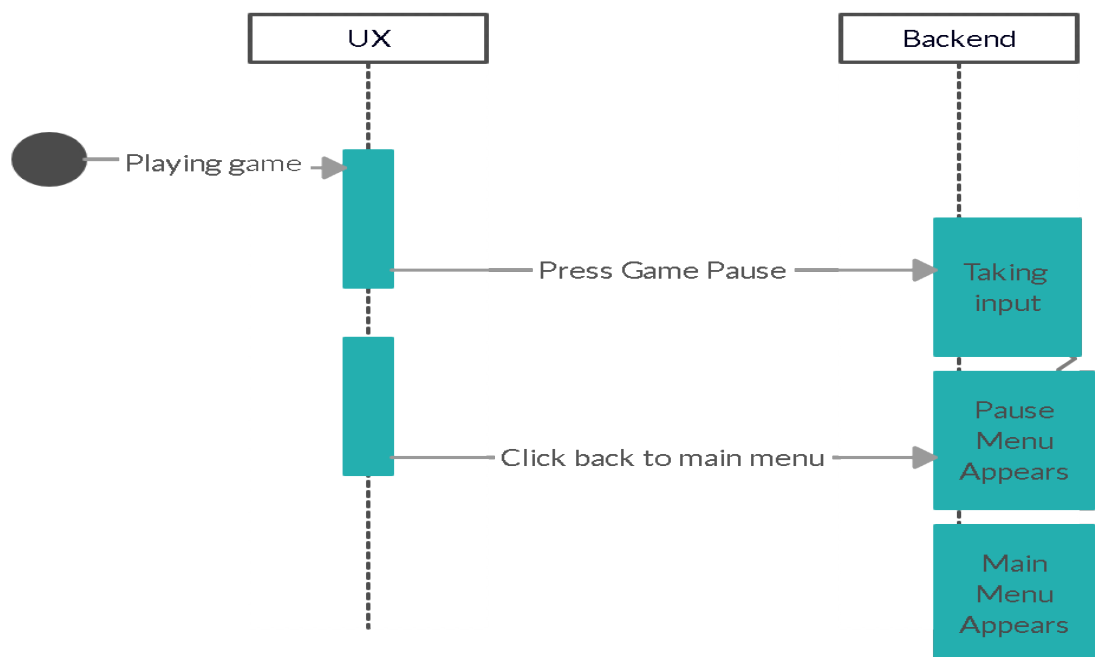 UX
Backend
Playing game
Press Game Pause
Taking
input
Pause
Menu
Appears
Click back to main menu
Main
Menu
Appears